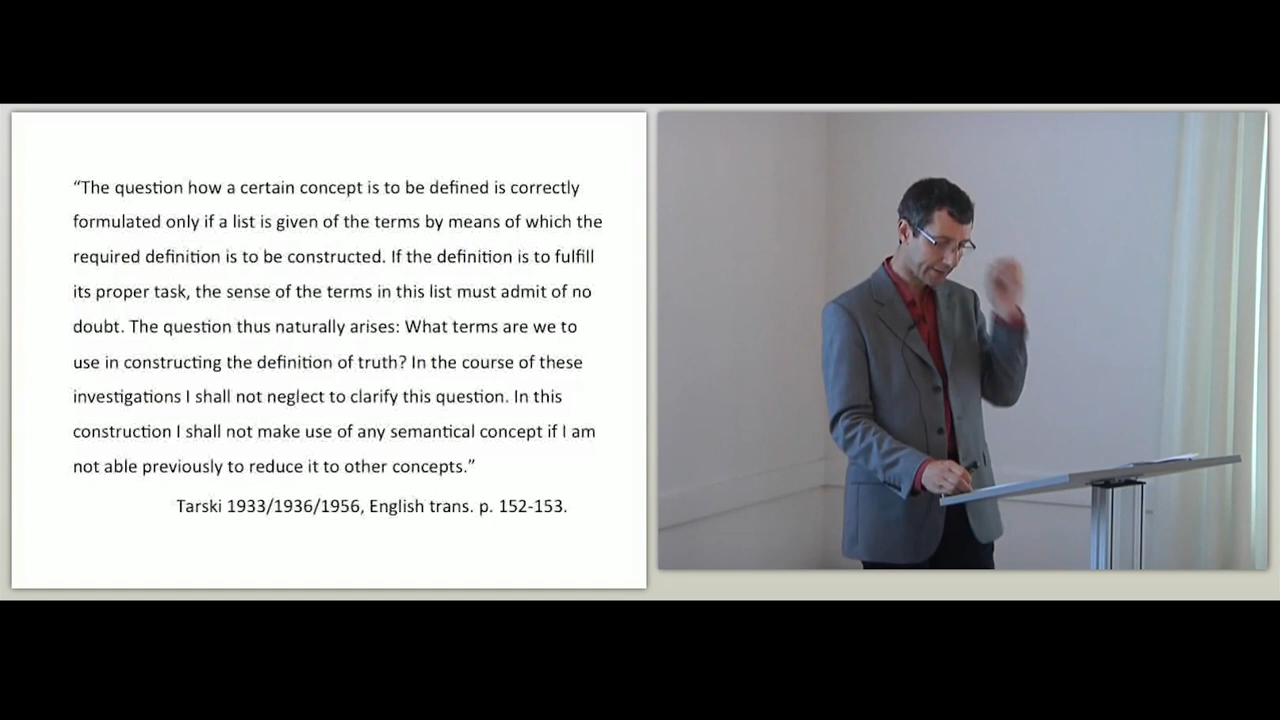 “The question how a certain concept is to be defined is correctly
formulated only if a list is given of the terms by means of which the
required definition is to be constructed. If the definition is to fulfill
its proper task, the sense of the terms in this list must admit of no
doubt. The question thus naturally arises: What terms are we to
use in constructing the definition of truth? In the course of these
investigations I shall not neglect to clarify this question. In this
construction I shall not make use of any semantical concept if I am
not able previously to reduce it to other concepts.”
Tarski 1933/1936/1956, English trans. p. 152-153.